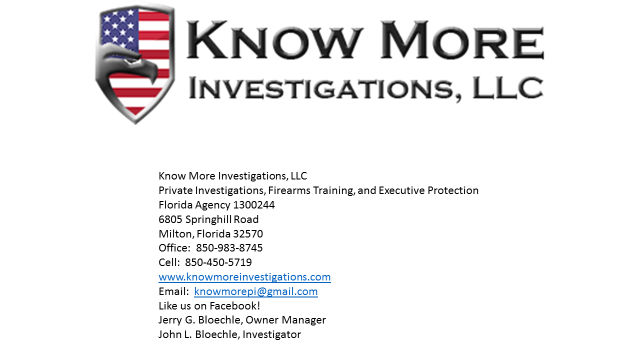 KNOW MORE
INVESTIGATIONS, LLC
Know More Investigations, LLC
Private Investigations, Firearms Training, and Executive Protection
Florida Agency 1300244
6805 Springhill Road
Milton, Florida 32570
Office:  850-983-8745
Cell:  850-450-5719
www.knowmoreinvestigations.com
Email:  knowmorepi@gmail.com
Like us on Facebook!
Jerry G. Bloechle, Owner Manager
John L. Bloechle, Investigator